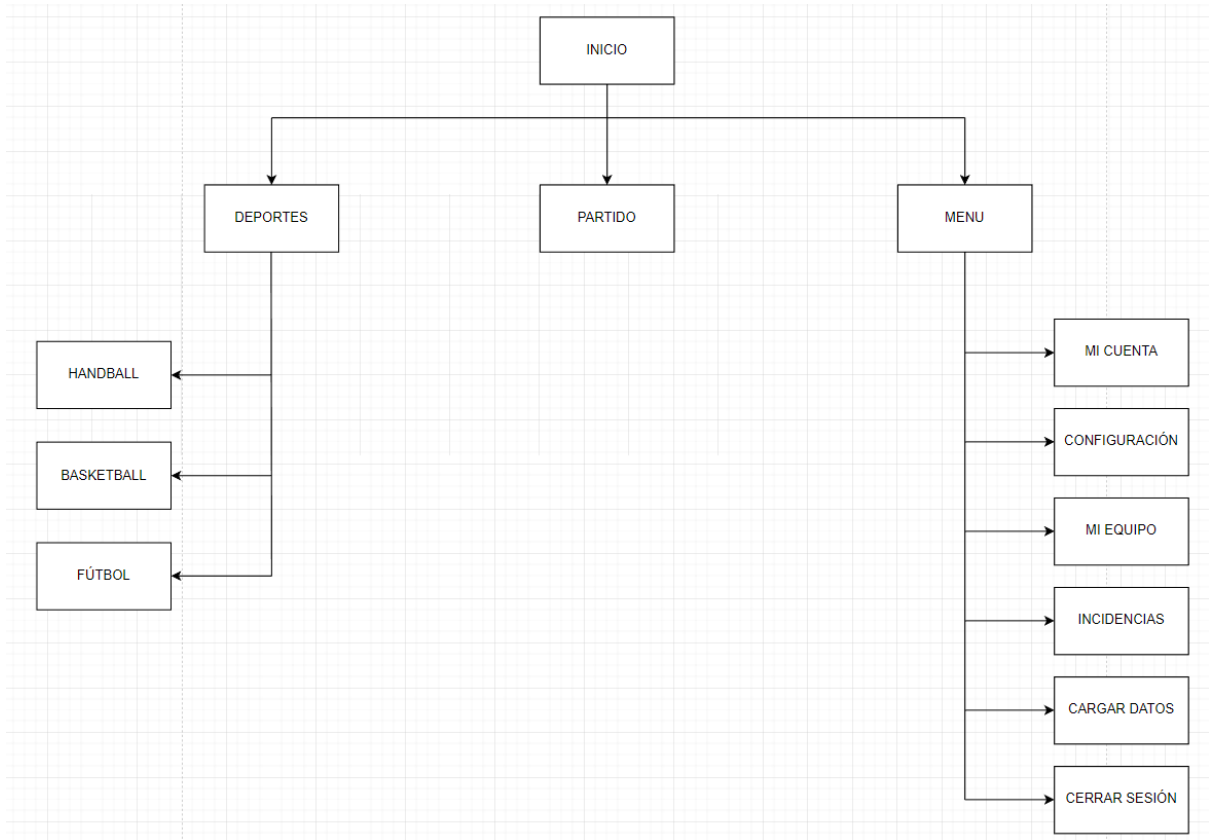 INICIO
DEPORTES
PARTIDO
MENU
HANDBALL
BASKETBALL
FÚTBOL
MI CUENTA
CONFIGURACIÓN
MI EQUIPO
INCIDENCIAS
CARGAR DATOS
CERRAR SESIÓN